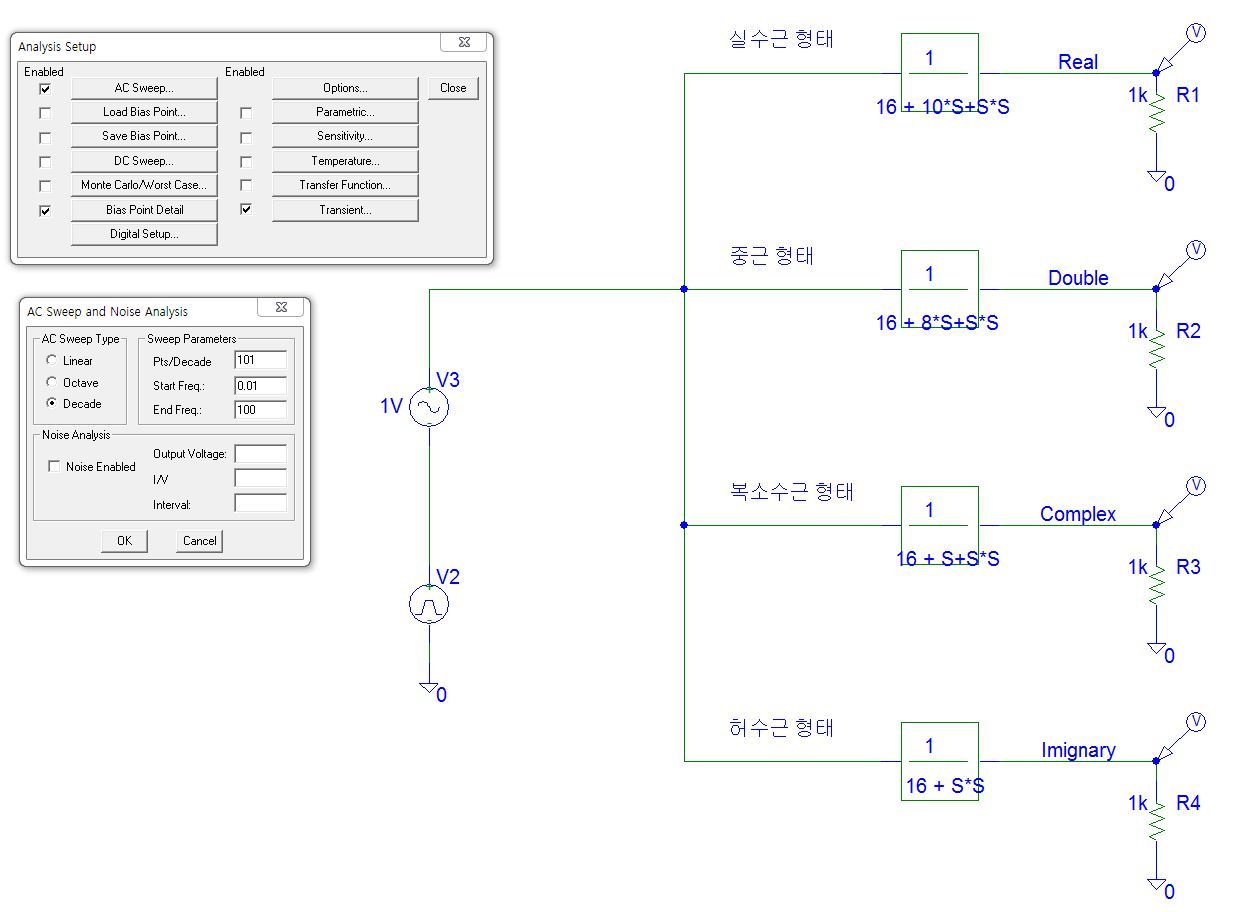 Analysis Setup
Enabled
Enabled
AC Sweep...
Options...
Close
Load Bias Point...
Parametric...
Save Bias Point...
Sensitivity...
DC Sweep...
Temperature...
Monte Carlo/Worst Case...
Transfer Function...
Bias Point Detail
Transient...
Digital Setup...
AC Sweep and Noise Analysis
AC Sweep Type
Linear
Octave
Decade
Sweep Parameters
Pts/Decade
101
Start Freq.:
0.01
End Freq.:
100
Noise Analysis
Noise Enabled
Output Voltage:
I/V
Interval:
OK
Cancel
V3
1V
V2
0
실수근 형태
1
16 + 10*S+S*S
Real
V
1k
R1
0
중근 형태
1
16 + 8*S+S*S
Double
V
1k
R2
0
복소수근 형태
1
16 + S+S*S
Complex
V
1k
R3
0
허수근 형태
1
16 + S*S
Imignary
V
1k
R4
0